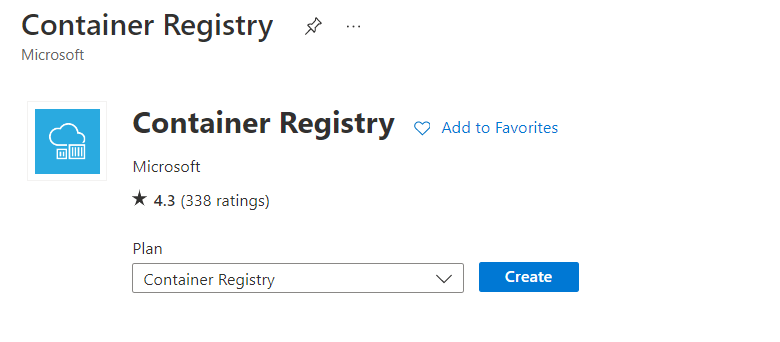 Container Registry
Microsoft
Container Registry
Add to Favorites
Microsoft
4.3 (338 ratings)
Plan
Container Registry
Create